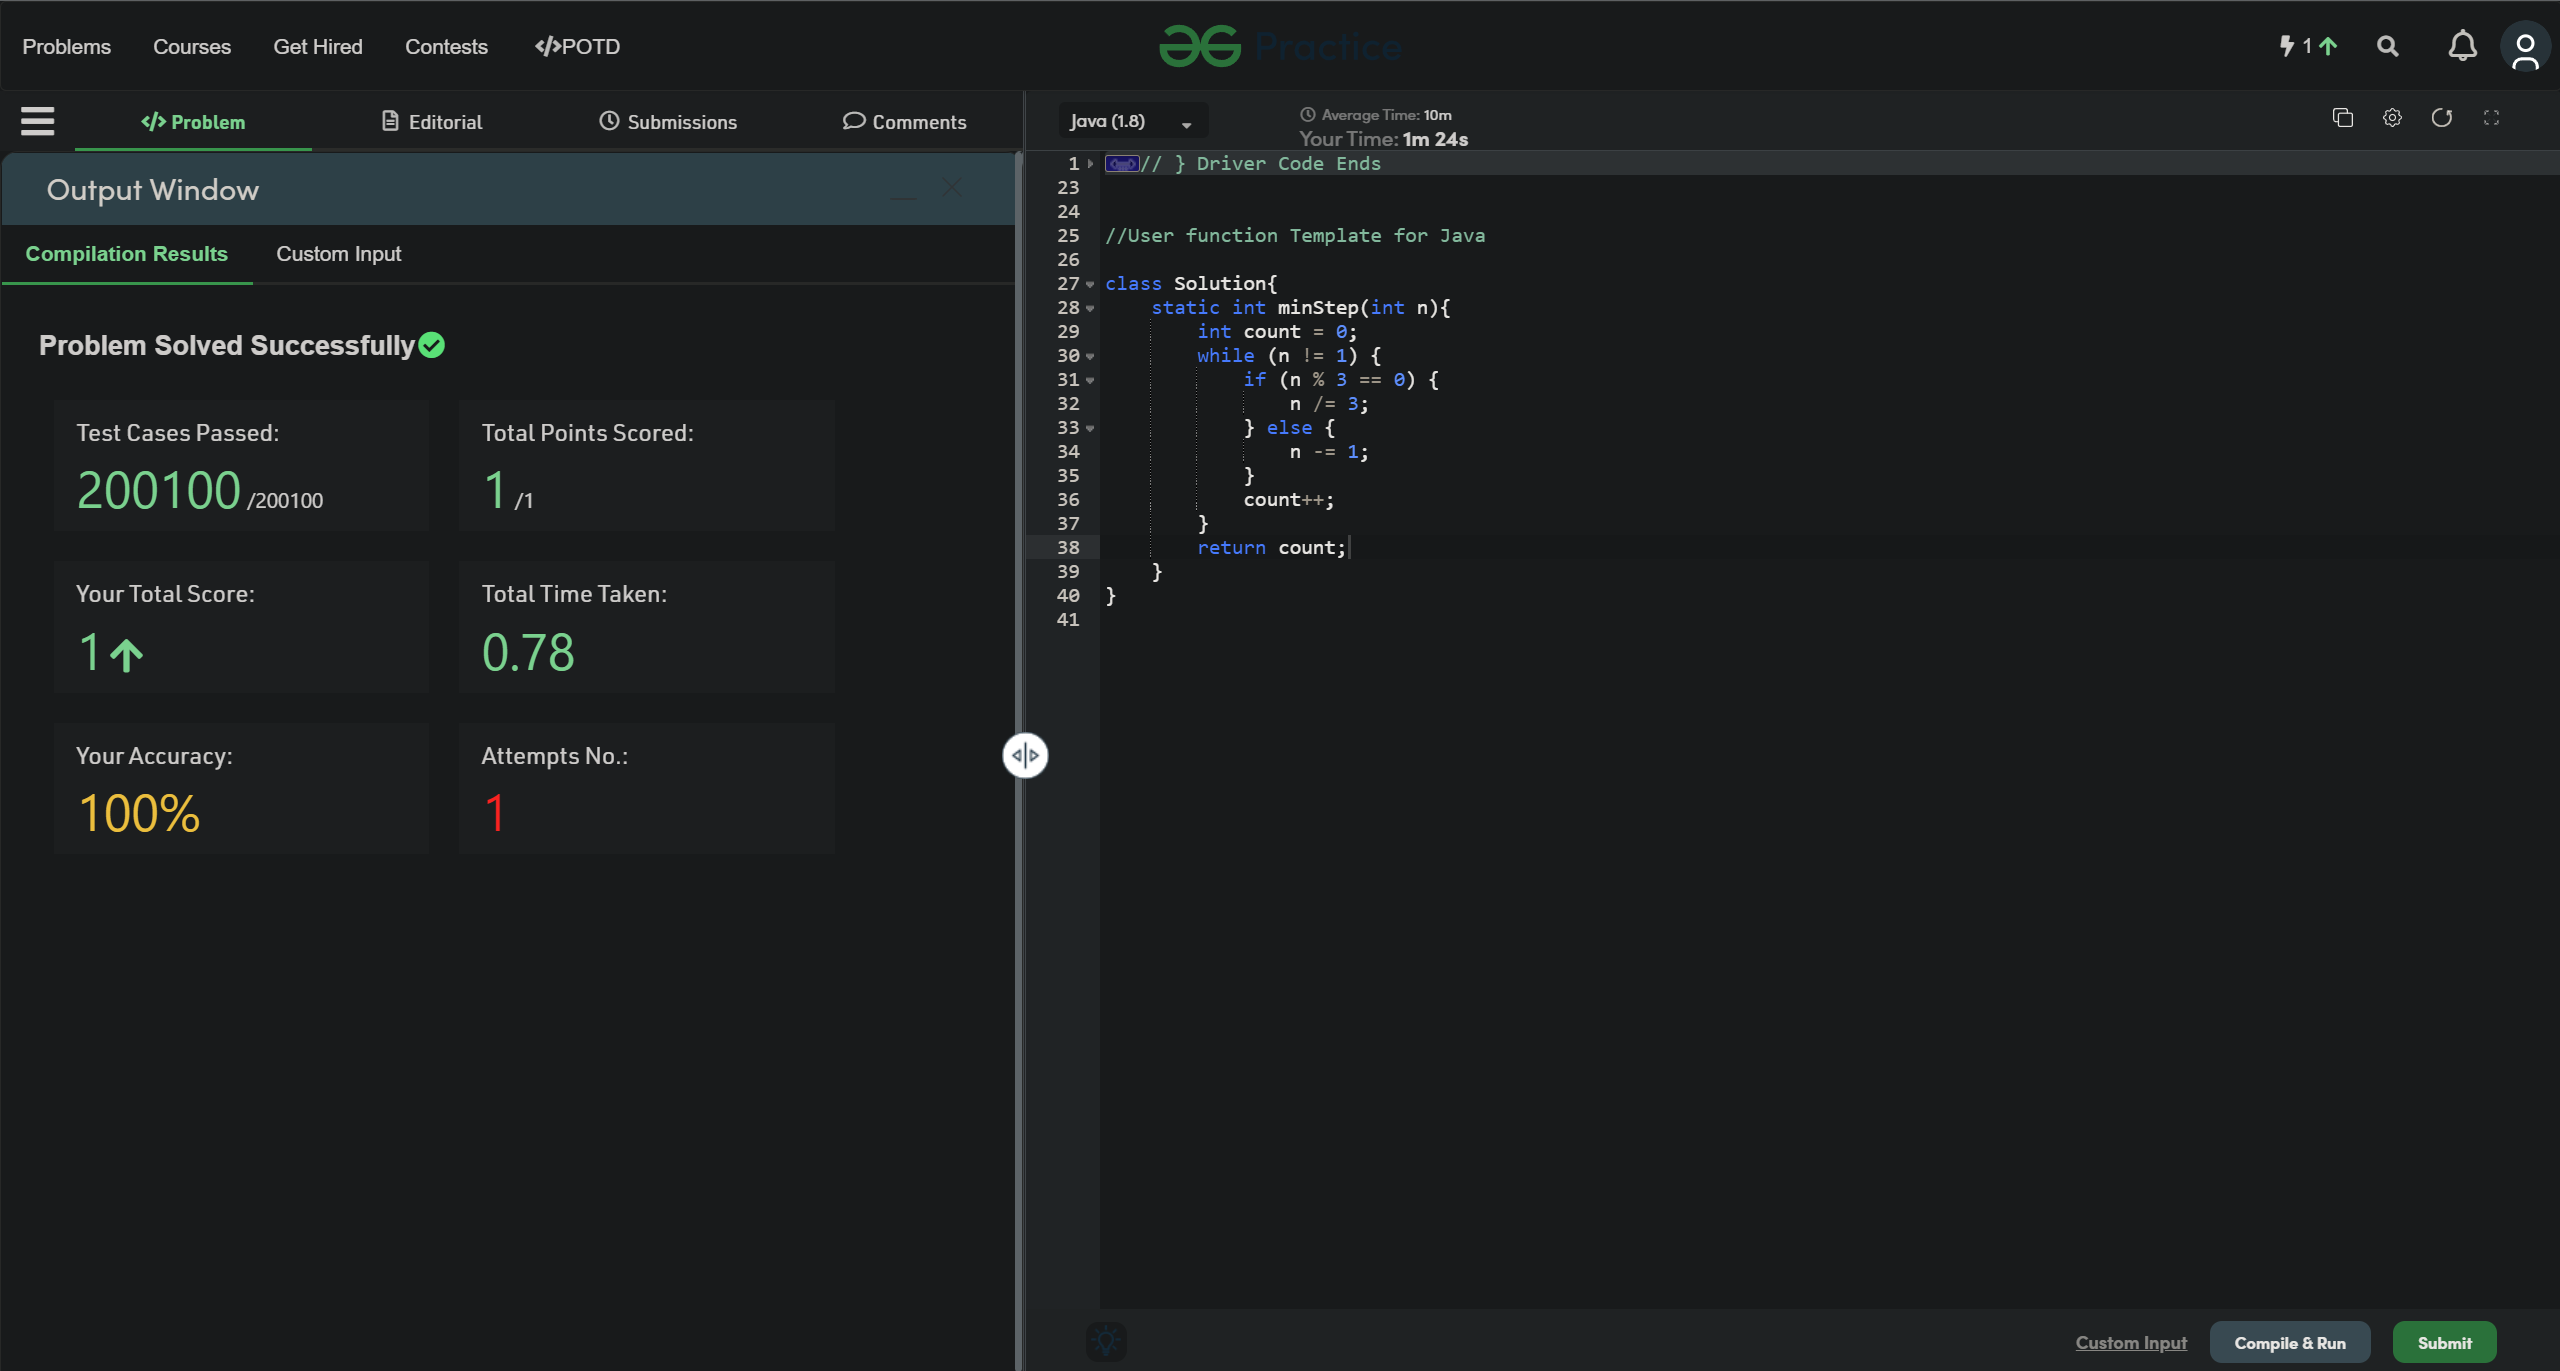 Problems Courses Get Hired Contests </>POTD
Practice
1
Problem Editorial Submissions Comments
Output Window
Compilation Results Custom Input
Problem Solved Successfully
Test Cases Passed: Total Points Scored:
200100 /200100 1 /1
Your Total Score: Total Time Taken:
1 0.78
Your Accuracy: Attempts No.:
100% 1
Java (1.8)
Average Time: 10m
Your Time: 1m 24s
1 // } Driver Code Ends
23
24
25 //User function Template for Java
26
27 class Solution{
28     static int minStep(int n){
29         int count = 0;
30         while (n != 1) {
31             if (n % 3 == 0) {
32                 n /= 3;
33             } else {
34                 n -= 1;
35             }
36             count++;
37         }
38         return count;
39     }
40 }
41
Custom Input Compile & Run Submit